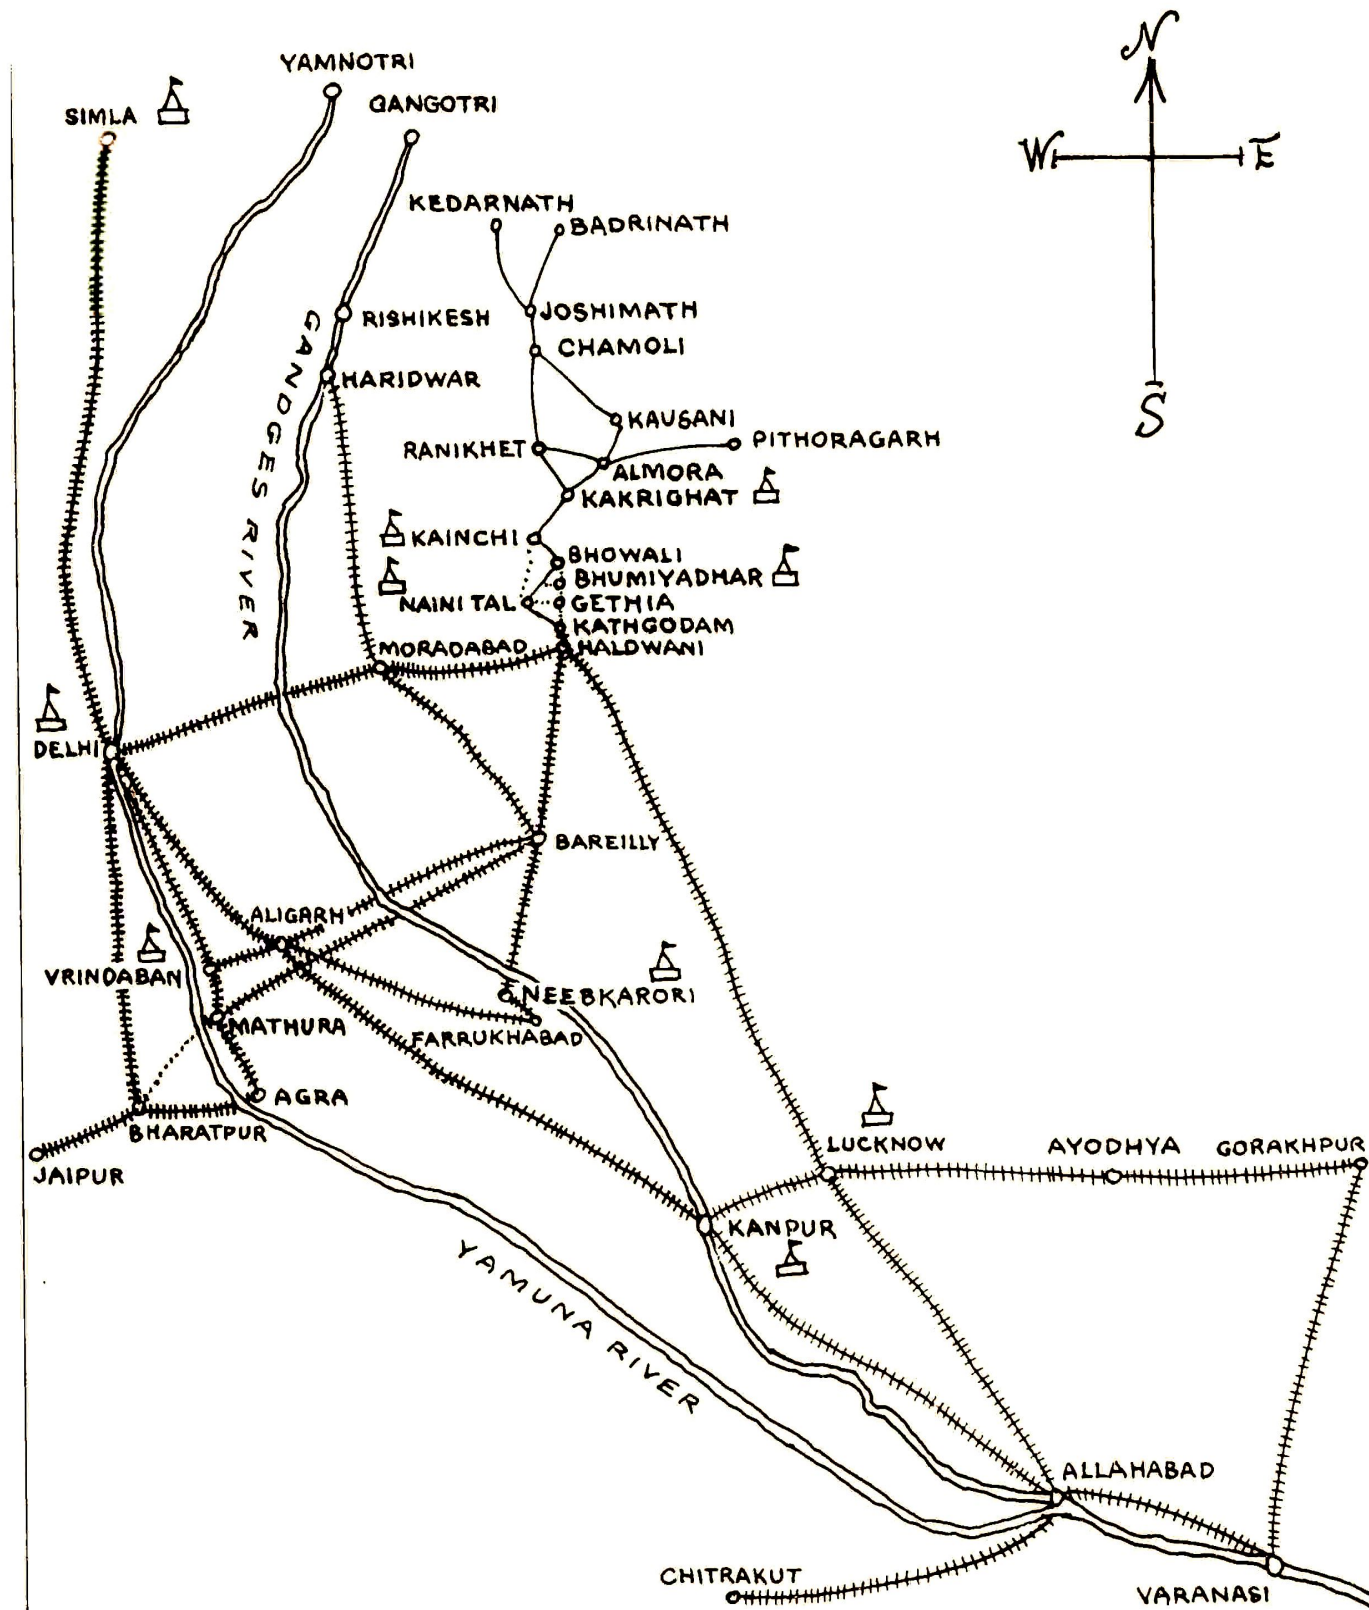 N
YAMNOTRI
GANGOTRI
SIMLA
W
E
KEDARNATH
BADRINATH
JOSHIMATH
RISHIKESH
CHAMOLI
HARIDWAR
GANDGES RIVER
S
KAUSANI
PITHORAGARH
RANIKHET
ALMORA
KAKRIGHAT
KAINCHI
BHOWALI
BHUMIYADHAR
NAINI TAL
GETHIA
KATHGODAM
MORADABAD
HALDWANI
DELHI
BAREILLY
ALIGARH
VRINDABAN
NEEBKARORI
MATHURA
FARRUKHABAD
AGRA
BHARATPUR
JAIPUR
LUCKNOW
AYODHYA
GORAKHPUR
KANPUR
YAMUNA RIVER
ALLAHABAD
CHITRAKUT
VARANASI